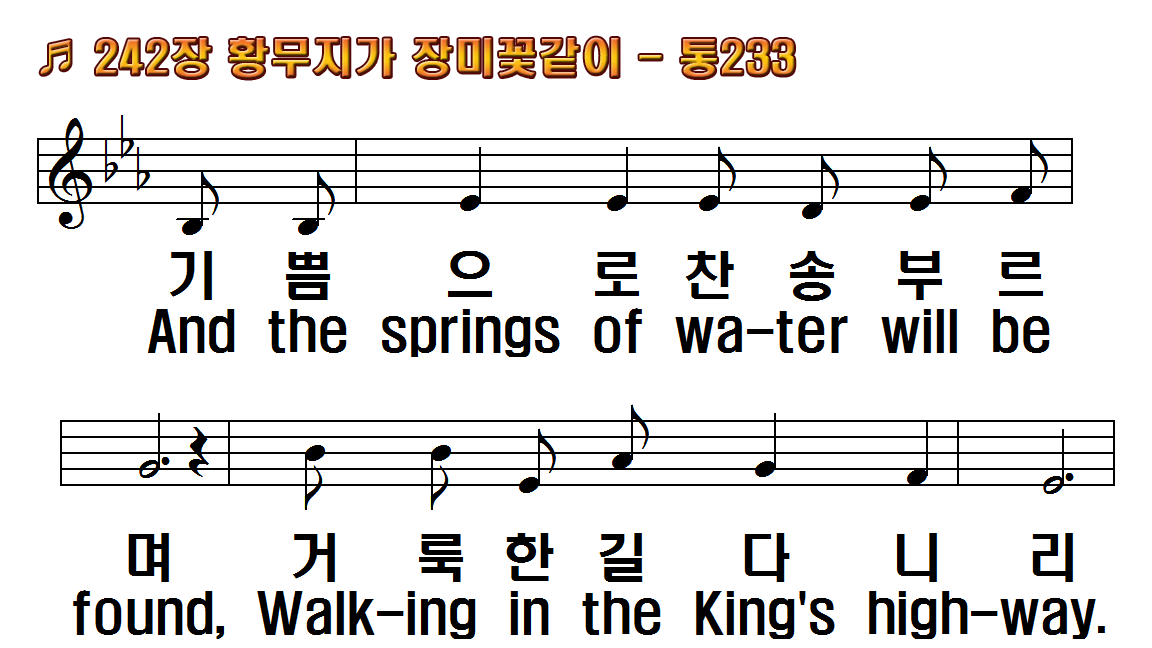 ♬ 242장 황무지가 장미꽃같이 - 통233
기 쁨 으 로 찬 송 부 르
And the springs of wa-ter will be
며 거 룩 한 길 다 니 리
found, Walk-ing in the King's high-way.